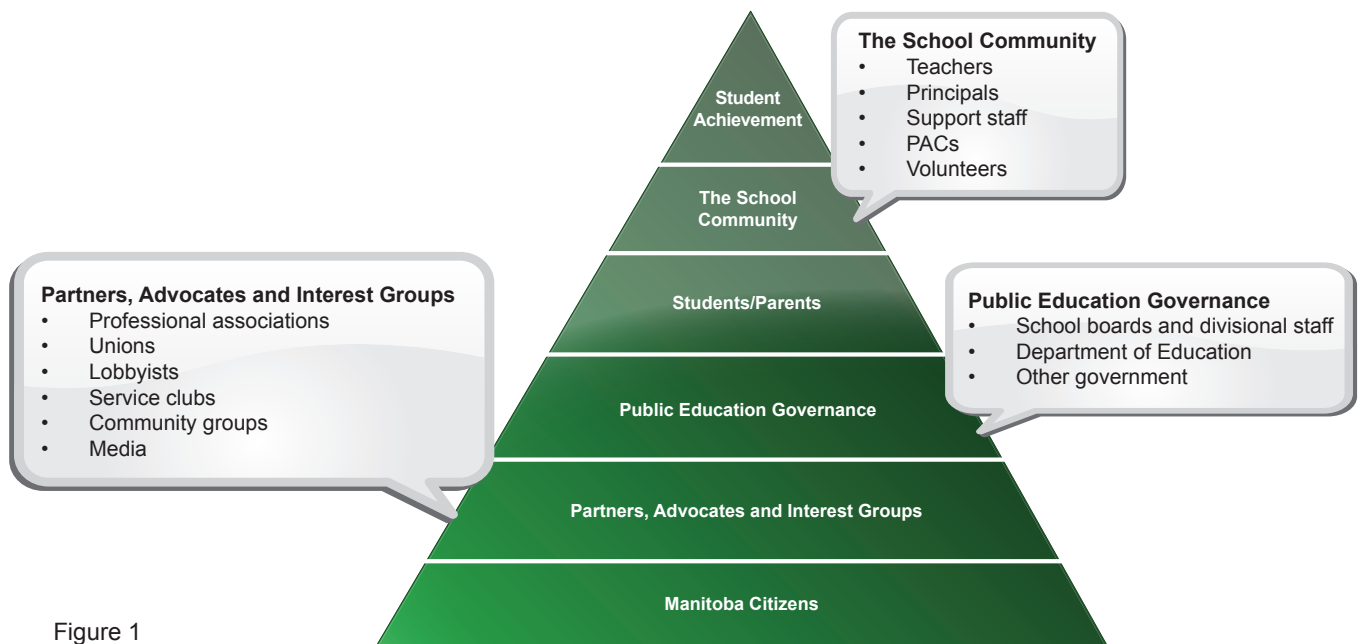 Student
Achievement
The School
Community
Students/Parents
Public Education Governance
Partners, Advocates and Interest Groups
Manitoba Citizens
The School Community
• Teachers
• Principals
• Support staff
• PACs
• Volunteers
Partners, Advocates and Interest Groups
• Professional associations
• Unions
• Lobbyists
• Service clubs
• Community groups
• Media
Public Education Governance
• School boards and divisional staff
• Department of Education
• Other government
Figure 1